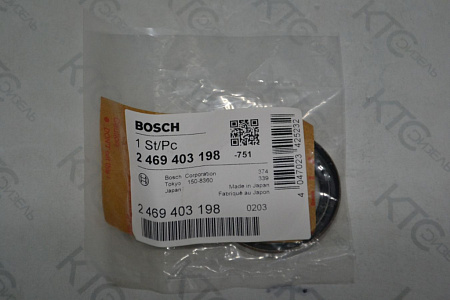 BOSCH
1 St/Pc
2 469 403 198 -751
Bosch Corporation 374
Tokyo 150-8360 539
Japan Made in Japan
Fabriqué au Japon
2 469 403 198 0203
4 047023 425232